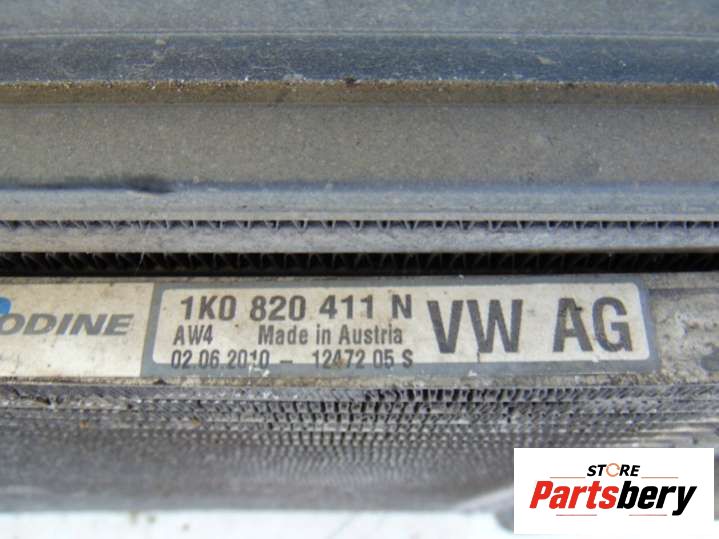 ODINE
1K0 820 411 N
AW4 Made in Austria
02.06.2010 - 12472 05 S
VW AG
STORE
Partsbery